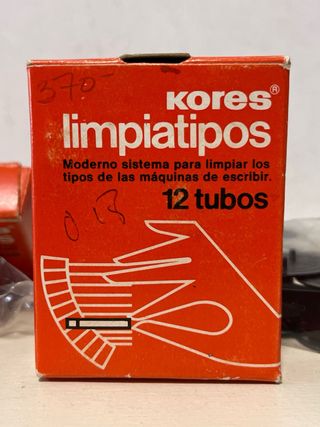 370-
KORES®
limpiatipos
Moderno sistema para limpiar los
tipos de las máquinas de escribir.
12 tubos